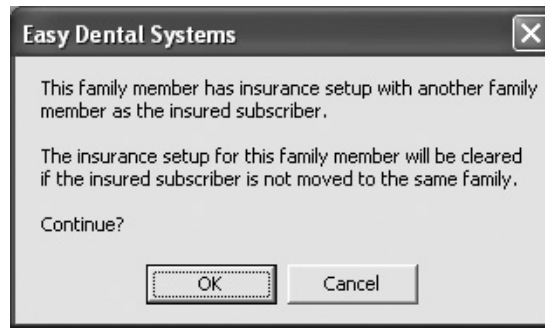 Easy Dental Systems
This family member has insurance setup with another family
member as the insured subscriber.
The insurance setup for this family member will be cleared
if the insured subscriber is not moved to the same family.
Continue?
OK
Cancel